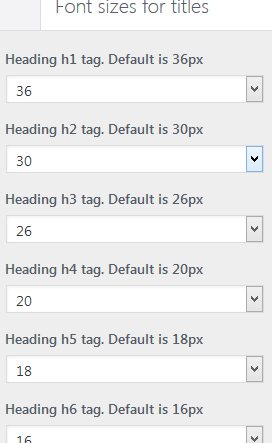 Font sizes for titles
Heading h1 tag. Default is 36px
36
Heading h2 tag. Default is 30px
30
Heading h3 tag. Default is 26px
26
Heading h4 tag. Default is 20px
20
Heading h5 tag. Default is 18px
18
Heading h6 tag. Default is 16px
16